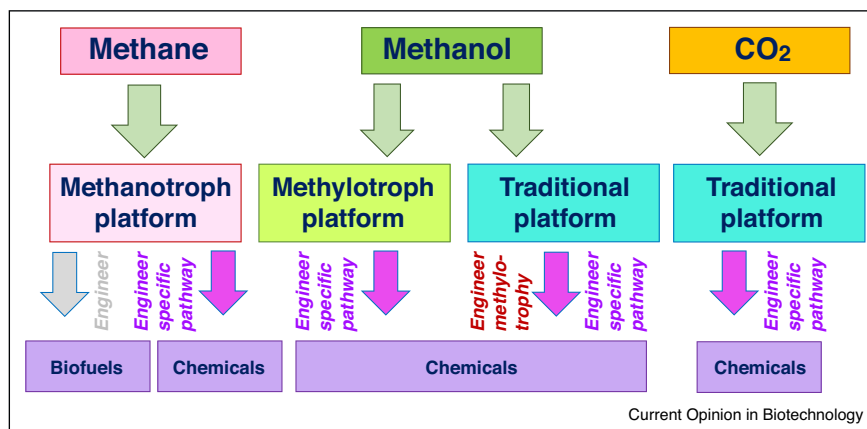 Methane
Methanol
CO₂
Methanotroph
platform
Methylotroph
platform
Traditional
platform
Traditional
platform
Engineer
Engineer
specific
pathway
Engineer
specific
pathway
Engineer
methylo-
trophy
Engineer
specific
pathway
Engineer
specific
pathway
Biofuels
Chemicals
Chemicals
Chemicals
Current Opinion in Biotechnology